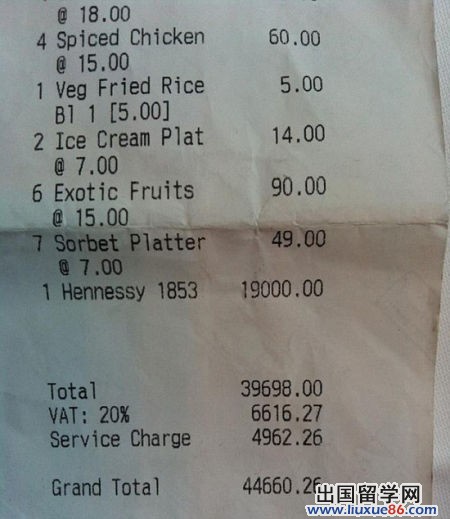 @ 18.00
4 Spiced Chicken 60.00
@ 15.00
1 Veg Fried Rice 5.00
Bl 1 [5.00]
2 Ice Cream Plat 14.00
@ 7.00
6 Exotic Fruits 90.00
@ 15.00
7 Sorbet Platter 49.00
@ 7.00
1 Hennessy 1853 19000.00
Total 39698.00
VAT: 20% 6616.27
Service Charge 4962.26
Grand Total 44660.26
出国留学网
www.liuxue86.com